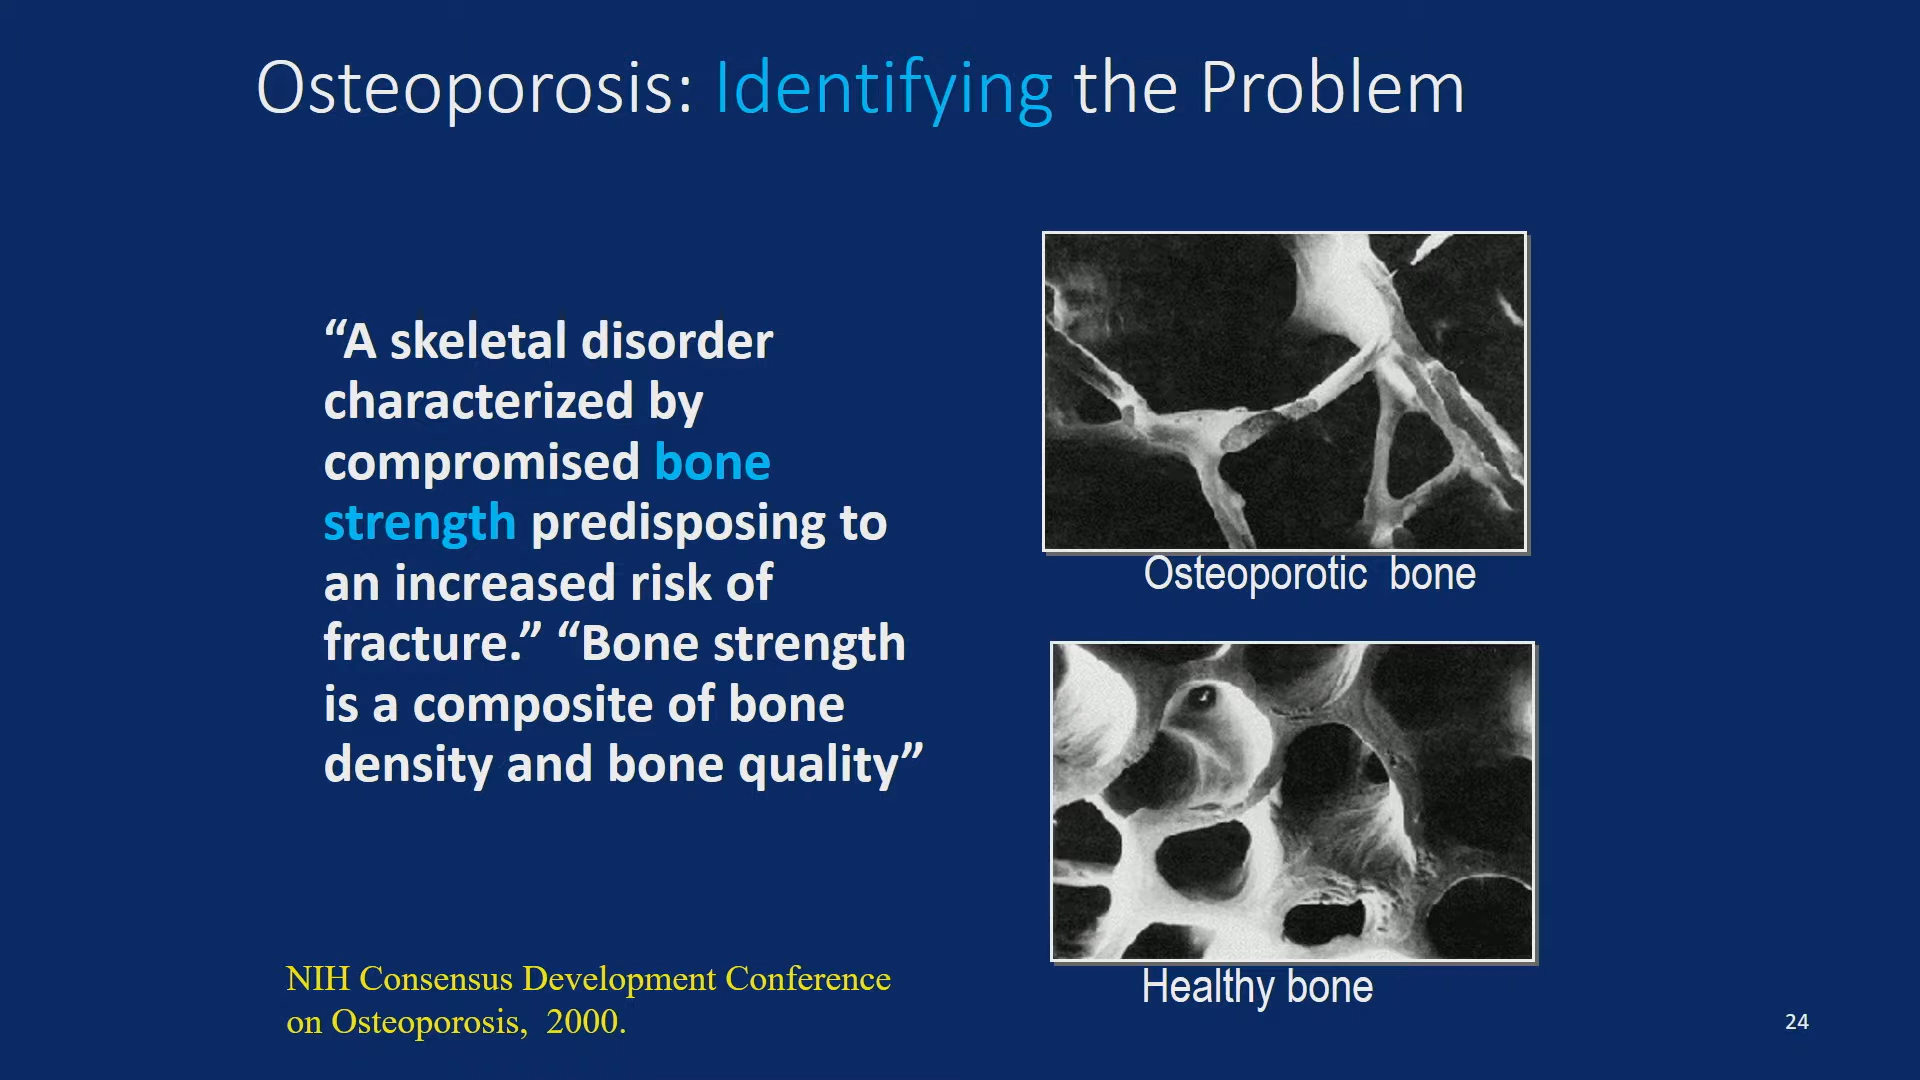 Osteoporosis: Identifying the Problem
“A skeletal disorder
characterized by
compromised bone
strength predisposing to
an increased risk of
fracture.” “Bone strength
is a composite of bone
density and bone quality”
NIH Consensus Development Conference
on Osteoporosis, 2000.
Osteoporotic bone
Healthy bone
24